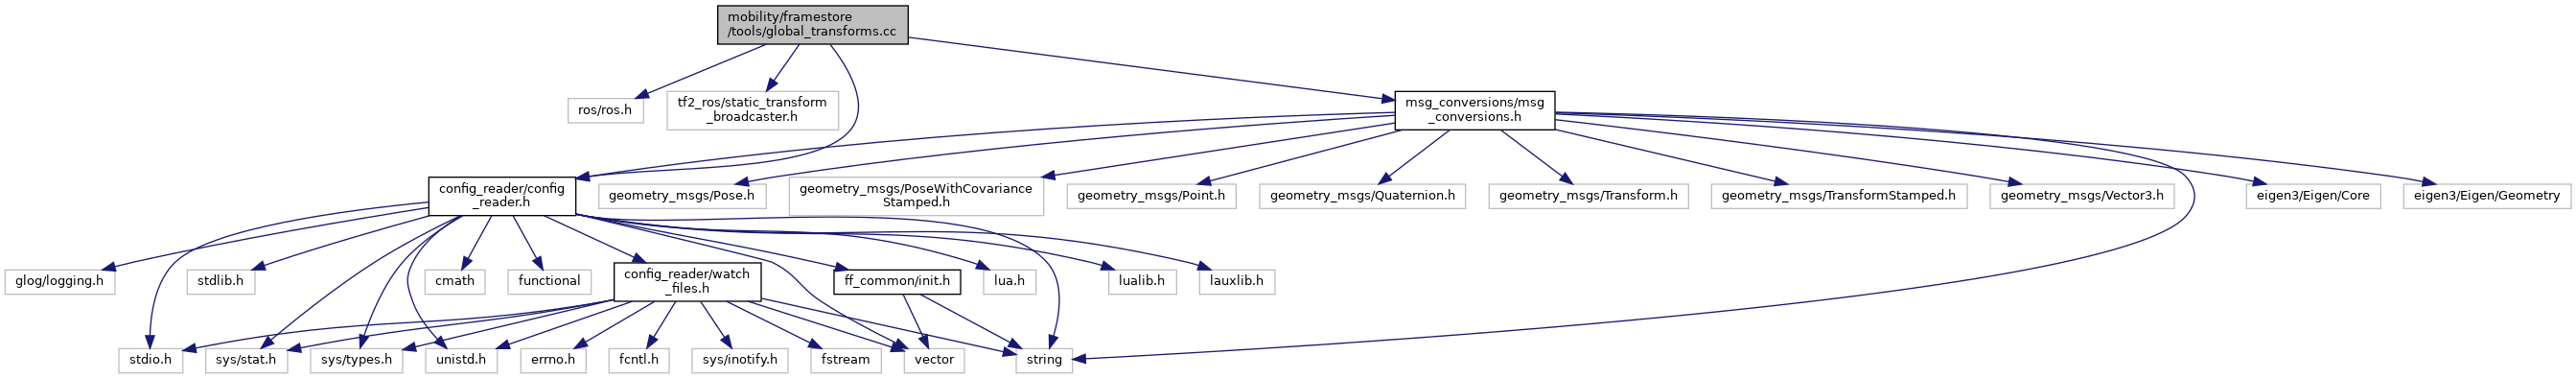 mobility/framestore
/tools/global_transforms.cc
ros/ros.h
tf2_ros/static_transform
_broadcaster.h
msg_conversions/msg
_conversions.h
config_reader/config
_reader.h
geometry_msgs/Pose.h
geometry_msgs/PoseWithCovariance
Stamped.h
geometry_msgs/Point.h
geometry_msgs/Quaternion.h
geometry_msgs/Transform.h
geometry_msgs/TransformStamped.h
geometry_msgs/Vector3.h
eigen3/Eigen/Core
eigen3/Eigen/Geometry
glog/logging.h
stdlib.h
cmath
functional
config_reader/watch
_files.h
ff_common/init.h
lua.h
lualib.h
lauxlib.h
stdio.h
sys/stat.h
sys/types.h
unistd.h
errno.h
fcntl.h
sys/inotify.h
fstream
vector
string